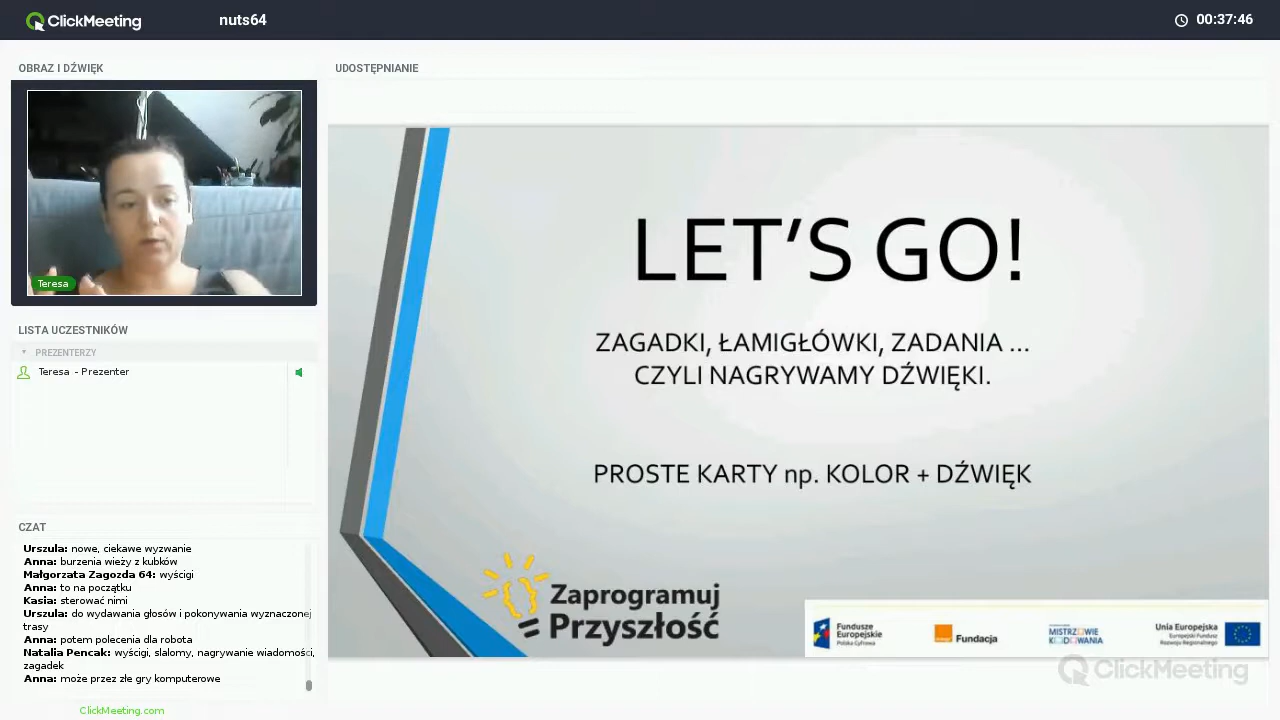 ClickMeeting
nuts64
00:37:46
OBRAZ I DŹWIĘK
Teresa
LISTA UCZESTNIKÓW
PREZENTERZY
Teresa - Prezenter
CZAT
Urszula: nowe, ciekawe wyzwanie
Anna: burzenia wieży z kubków
Małgorzata Zagozda 64: wyścigi
Anna: to na początku
Kasia: sterować nimi
Urszula: do wydawania głosów i pokonywania wyznaczonej
trasy
Anna: potem polecenia dla robota
Natalia Pencak: wyścigi, slalomy, nagrywanie wiadomości,
zagadek
Anna: może przez złe gry komputerowe
ClickMeeting.com
UDOSTĘPNIANIE
LET'S GO!
ZAGADKI, ŁAMIGŁÓWKI, ZADANIA ...
CZYLI NAGRYWAMY DŹWIĘKI.
PROSTE KARTY np. KOLOR + DŹWIĘK
Zaprogramuj
Przyszłość
Fundusze
Europejskie
Polska Cyfrowa
Fundacja
MISTRZOWIE
KODOWANIA
Unia Europejska
Europejski Fundusz
Rozwoju Regionalnego
ClickMeeting